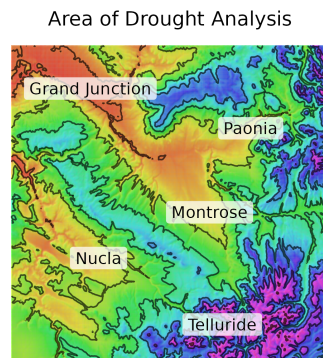 Area of Drought Analysis
Grand Junction
Paonia
Montrose
Nucla
Telluride